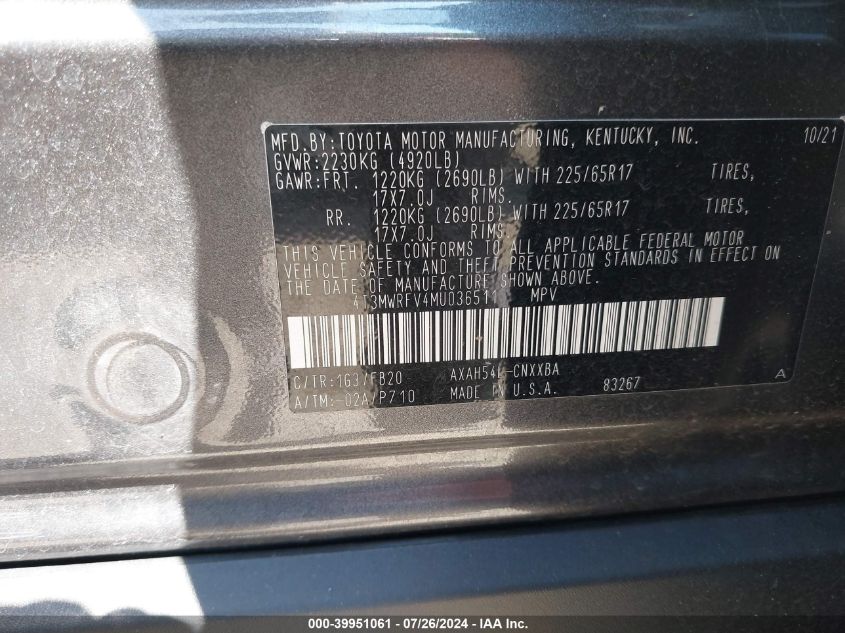 MFD.BY:TOYOTA MOTOR MANUFACTURING, KENTUCKY, INC. 10/21
GVWR:2230KG (4920LB)
GAWR:FRT. 1220KG (2690LB) WITH 225/65R17 TIRES,
17X7.0J RIMS.
RR. 1220KG (2690LB) WITH 225/65R17 TIRES,
17X7.0J RIMS.
THIS VEHICLE CONFORMS TO ALL APPLICABLE FEDERAL MOTOR
VEHICLE SAFETY AND THEFT PREVENTION STANDARDS IN EFFECT ON
THE DATE OF MANUFACTURE SHOWN ABOVE.
MPV
C/TR:1G3/FB20 AXAH54L-CNXXBA A
A/TM:-02A/P710 MADE IN U.S.A. 83267
000-39951061 - 07/26/2024 - IAA Inc.